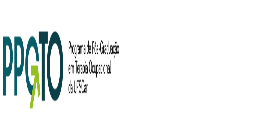 PPGTO
Programa de Pós-Graduação
em Terapia Ocupacional
da UFSCar